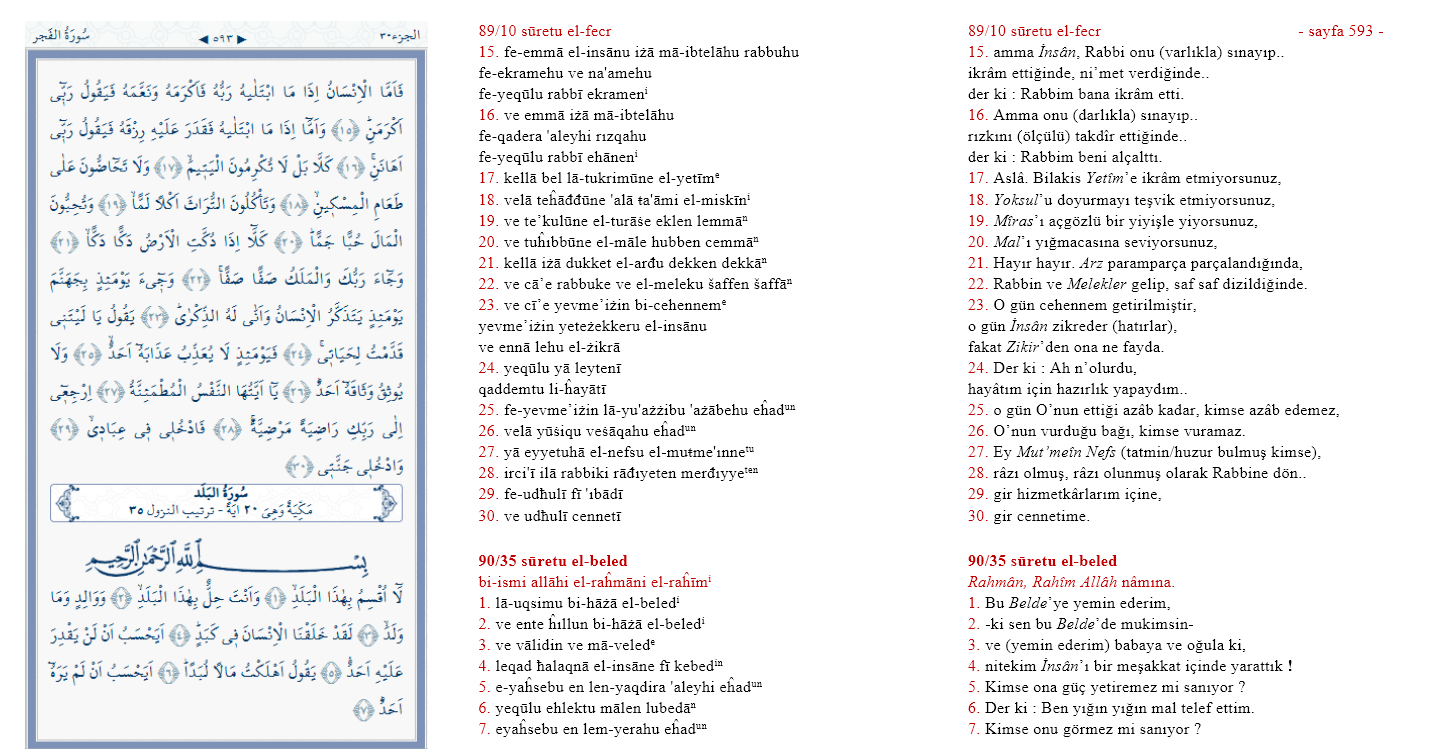 سُورَةُ الفَجر ◀ ٥٩٣ ▶ الجزء ٣٠
فَاَمَّا الْاِنْسَانُ اِذَا مَا ابْتَلٰيهُ رَبُّهُ فَاَكْرَمَهُ وَنَعَّمَهُ فَيَقُولُ رَبّٖٓى
اَكْرَمَنِؕ ﴿١٥﴾ وَاَمَّٓا اِذَا مَا ابْتَلٰيهُ فَقَدَرَ عَلَيْهِ رِزْقَهُ فَيَقُولُ رَبّٖٓى
اَهَانَنِۚ ﴿١٦﴾ كَلَّا بَلْ لَا تُكْرِمُونَ الْيَتٖيمَۙ ﴿١٧﴾ وَلَا تَحَٓاضُّونَ عَلٰى
طَعَامِ الْمِسْكٖينِۙ ﴿١٨﴾ وَتَأْكُلُونَ التُّرَاثَ اَكْلًا لَمًّاۙ ﴿١٩﴾ وَتُحِبُّونَ
الْمَالَ حُبًّا جَمًّاؕ ﴿٢٠﴾ كَلَّٓا اِذَا دُكَّتِ الْاَرْضُ دَكًّا دَكًّاۙ ﴿٢١﴾
وَجَٓاءَ رَبُّكَ وَالْمَلَكُ صَفًّا صَفًّاۚ ﴿٢٢﴾ وَجٖٓىءَ يَوْمَئِذٍ بِجَهَنَّمَ
يَوْمَئِذٍ يَتَذَكَّرُ الْاِنْسَانُ وَاَنّٰى لَهُ الذِّكْرٰىؕ ﴿٢٣﴾ يَقُولُ يَا لَيْتَنٖى
قَدَّمْتُ لِحَيَاتٖىۚ ﴿٢٤﴾ فَيَوْمَئِذٍ لَا يُعَذِّبُ عَذَابَهُٓ اَحَدٌۙ ﴿٢٥﴾ وَلَا
يُوثِقُ وَثَاقَهُٓ اَحَدٌؕ ﴿٢٦﴾ يَٓا اَيَّتُهَا النَّفْسُ الْمُطْمَئِنَّةُۗ ﴿٢٧﴾ اِرْجِعٖٓى
اِلٰى رَبِّكِ رَاضِيَةً مَرْضِيَّةًۚ ﴿٢٨﴾ فَادْخُلٖى فٖى عِبَادٖىۙ ﴿٢٩﴾
وَادْخُلٖى جَنَّتٖى ﴿٣٠﴾
سُورَةُ الْبَلَدِ
مَكِّيَّةٌ وَهِىَ ٢٠ اٰيَةً - ترتيب النزول ٣٥
بِسْمِ اللّٰهِ الرَّحْمٰنِ الرَّحٖيمِ
لَٓا اُقْسِمُ بِهٰذَا الْبَلَدِۙ ﴿١﴾ وَاَنْتَ حِلٌّ بِهٰذَا الْبَلَدِۙ ﴿٢﴾ وَوَالِدٍ وَمَا
وَلَدَۙ ﴿٣﴾ لَقَدْ خَلَقْنَا الْاِنْسَانَ فٖى كَبَدٍؕ ﴿٤﴾ اَيَحْسَبُ اَنْ لَنْ يَقْدِرَ
عَلَيْهِ اَحَدٌۘ ﴿٥﴾ يَقُولُ اَهْلَكْتُ مَالًا لُبَدًاؕ ﴿٦﴾ اَيَحْسَبُ اَنْ لَمْ يَرَهُٓ
اَحَدٌؕ ﴿٧﴾
89/10 sūretu el-fecr
15. fe-emmā el-insānu iżā mā-ibtelāhu rabbuhu
fe-ekramehu ve na'amehu
fe-yeqūlu rabbī ekrameni
16. ve emmā iżā mā-ibtelāhu
fe-qadera 'aleyhi rızqahu
fe-yeqūlu rabbī ehāneni
17. kellā bel lā-tukrimūne el-yetīme
18. velā teĥāđđūne 'alā ŧa'āmi el-miskīni
19. ve te’kulūne el-turāśe eklen lemmān
20. ve tuĥıbbūne el-māle hubben cemmān
21. kellā iżā dukket el-arđu dekken dekkān
22. ve cā’e rabbuke ve el-meleku šaffen šaffān
23. ve cī’e yevme’iżin bi-cehenneme
yevme’iżin yeteżekkeru el-insānu
ve ennā lehu el-żikrā
24. yeqūlu yā leytenī
qaddemtu li-ĥayātī
25. fe-yevme’iżin lā-yu'ażżibu 'ażābehu eĥadun
26. velā yūśiqu veśāqahu eĥadun
27. yā eyyetuhā el-nefsu el-muŧme'ınnetu
28. irci'ī ilā rabbiki rāđıyeten merđıyyeten
29. fe-udħulī fī 'ıbādī
30. ve udħulī cennetī
90/35 sūretu el-beled
bi-ismi allāhi el-raĥmāni el-raĥīmi
1. lā-uqsimu bi-hāżā el-beledi
2. ve ente ĥıllun bi-hāżā el-beledi
3. ve vālidin ve mā-velede
4. leqad ħalaqnā el-insāne fī kebedin
5. e-yaĥsebu en len-yaqdira 'aleyhi eĥadun
6. yeqūlu ehlektu mālen lubedān
7. eyaĥsebu en lem-yerahu eĥadun
89/10 sūretu el-fecr - sayfa 593 -
15. amma İnsân, Rabbi onu (varlıkla) sınayıp..
ikrâm ettiğinde, ni’met verdiğinde..
der ki : Rabbim bana ikrâm etti.
16. Amma onu (darlıkla) sınayıp..
rızkını (ölçülü) takdîr ettiğinde..
der ki : Rabbim beni alçalttı.
17. Aslâ. Bilakis Yetîm’e ikrâm etmiyorsunuz,
18. Yoksul’u doyurmayı teşvik etmiyorsunuz,
19. Mîras’ı açgözlü bir yiyişle yiyorsunuz,
20. Mal’ı yığmacasına seviyorsunuz,
21. Hayır hayır. Arz paramparça parçalandığında,
22. Rabbin ve Melekler gelip, saf saf dizildiğinde.
23. O gün cehennem getirilmiştir,
o gün İnsân zikreder (hatırlar),
fakat Zikir’den ona ne fayda.
24. Der ki : Ah n’olurdu,
hayâtım için hazırlık yapaydım..
25. o gün O’nun ettiği azâb kadar, kimse azâb edemez,
26. O’nun vurduğu bağı, kimse vuramaz.
27. Ey Mut’meîn Nefs (tatmin/huzur bulmuş kimse),
28. râzı olmuş, râzı olunmuş olarak Rabbine dön..
29. gir hizmetkârlarım içine,
30. gir cennetime.
90/35 sūretu el-beled
Rahmân, Rahîm Allâh nâmına.
1. Bu Belde’ye yemin ederim,
2. -ki sen bu Belde’de mukimsin-
3. ve (yemin ederim) babaya ve oğula ki,
4. nitekim İnsân’ı bir meşakkat içinde yarattık !
5. Kimse ona güç yetiremez mi sanıyor ?
6. Der ki : Ben yığın yığın mal telef ettim.
7. Kimse onu görmez mi sanıyor ?